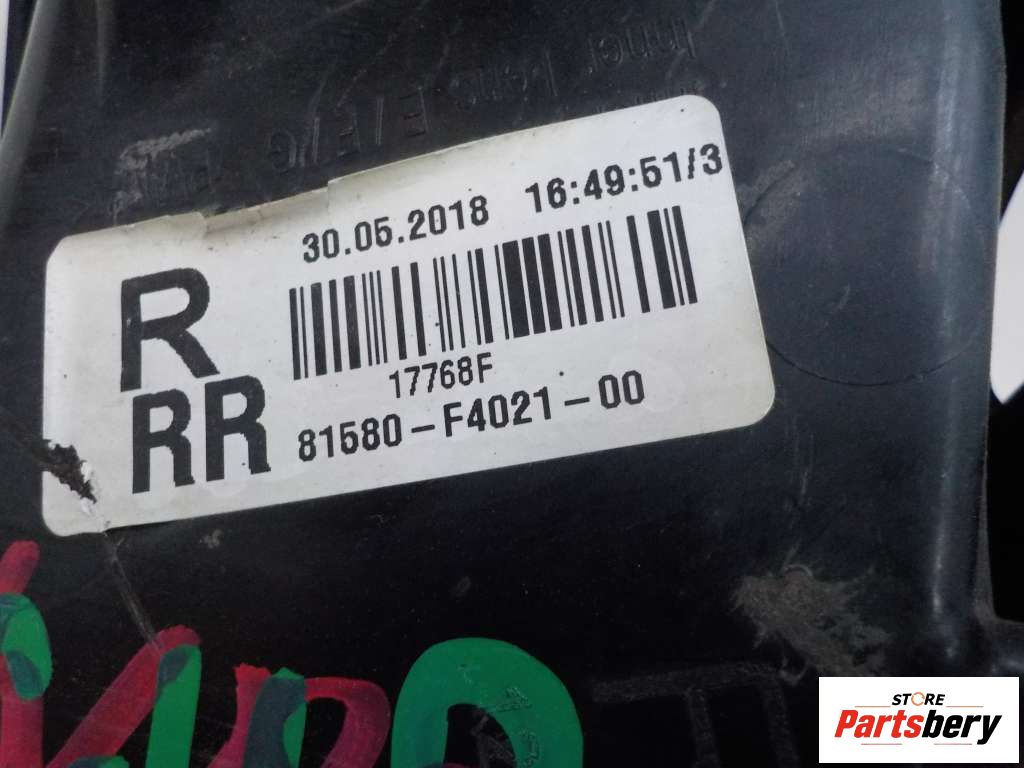 30.05.2018 16:49:51/3
R
17768F
RR
81580-F4021-00
STORE
Partsbery